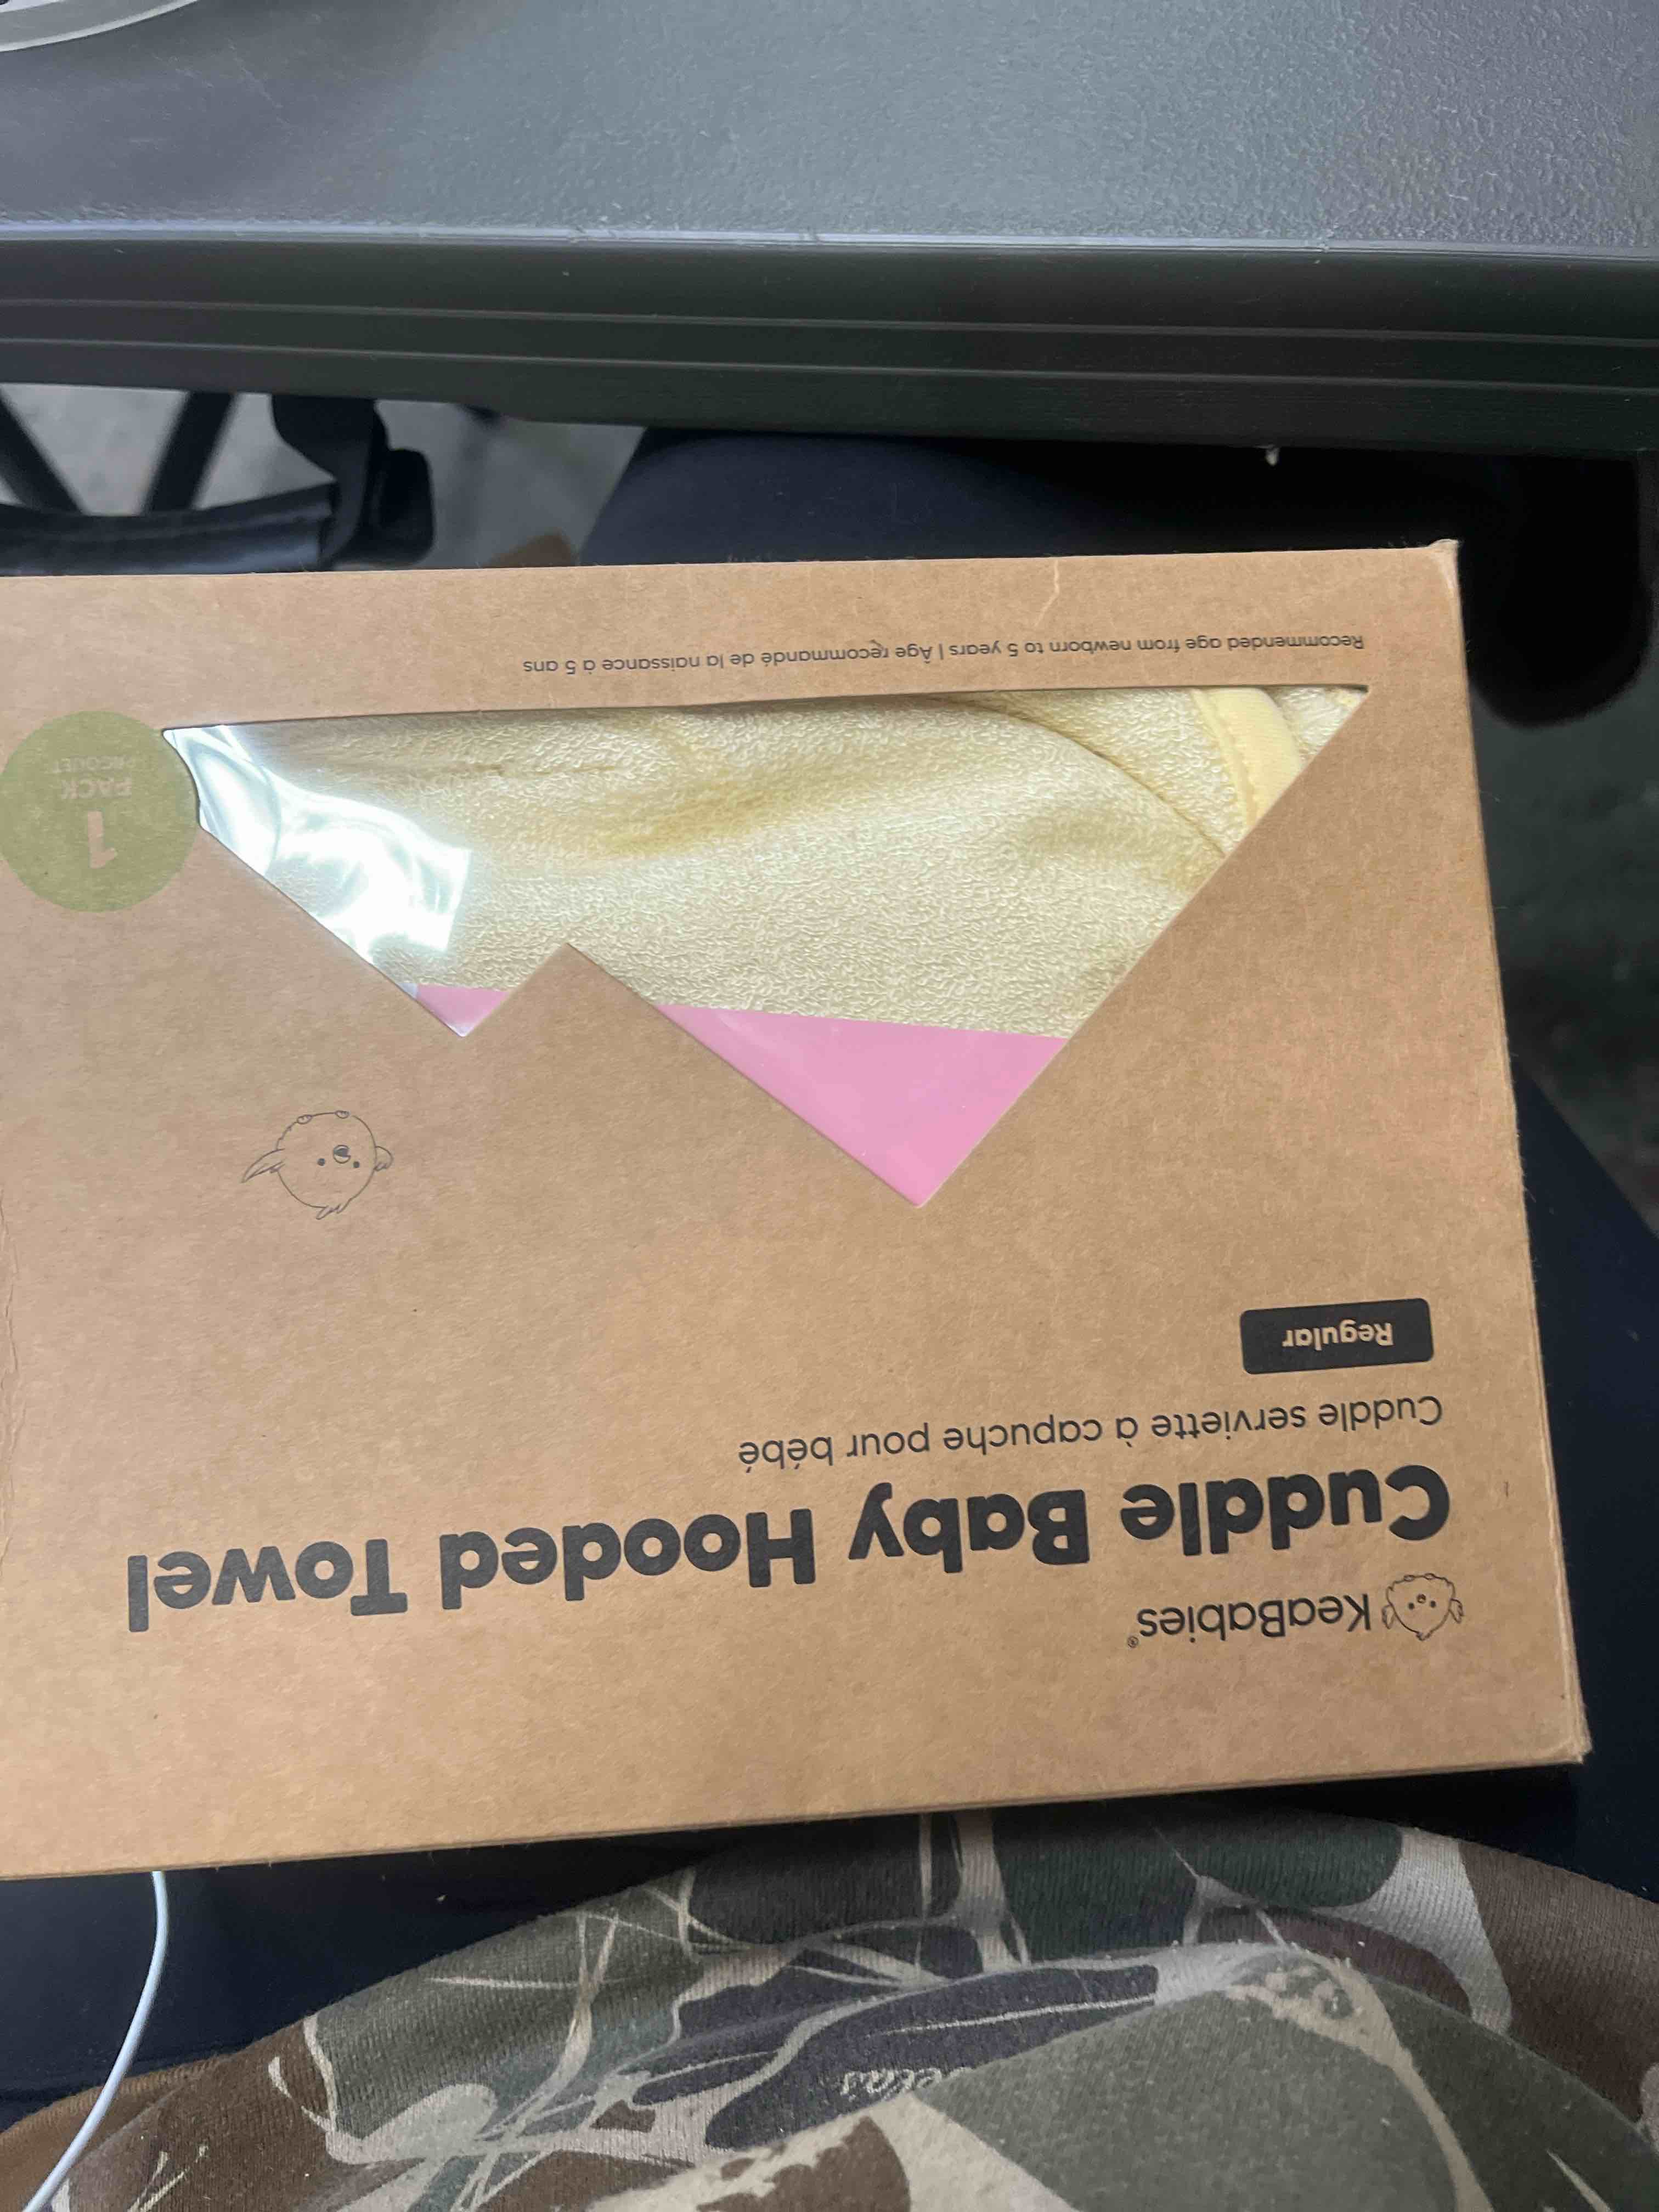 KeaBabies®
Cuddle Baby Hooded Towel
Cuddle serviette à capuche pour bébé
Regular
1
PACK
PAQUET
Recommended age from newborn to 5 years | Âge recommandé de la naissance à 5 ans